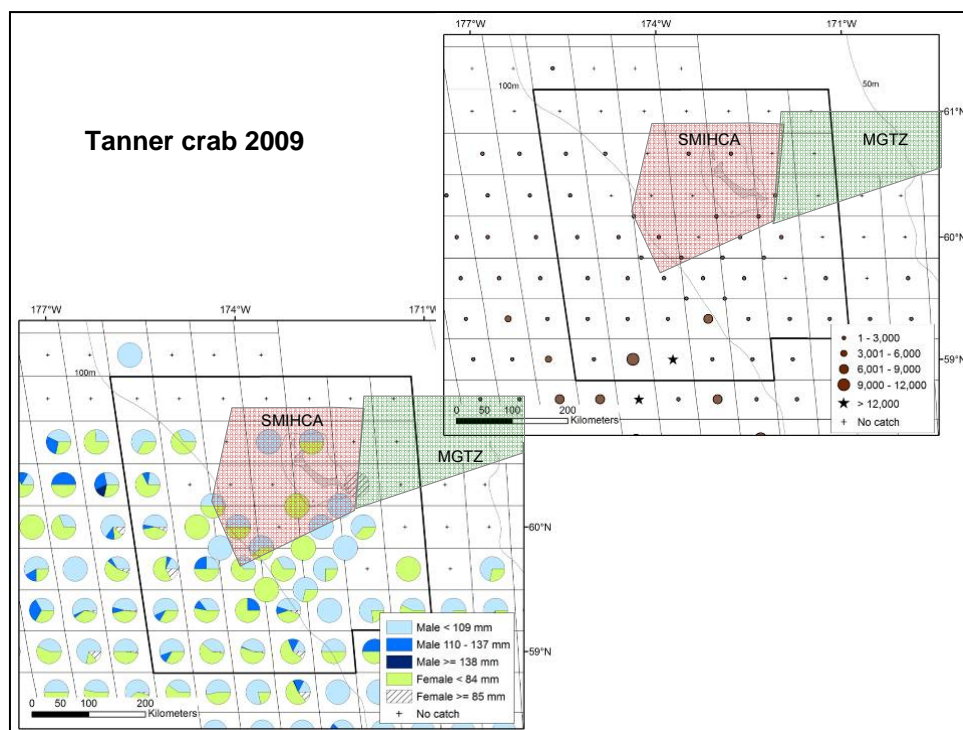 177°W
174°W
171°W
100m
50m
61°N
SMIHCA
MGTZ
60°N
59°N
1 - 3,000
3,001 - 6,000
6,001 - 9,000
9,000 - 12,000
> 12,000
No catch
0 50 100 200
Kilometers
Tanner crab 2009
177°W
174°W
171°W
100m
SMIHCA
MGTZ
60°N
59°N
Male < 109 mm
Male 110 - 137 mm
Male >= 138 mm
Female < 84 mm
Female >= 85 mm
No catch
0 50 100 200
Kilometers